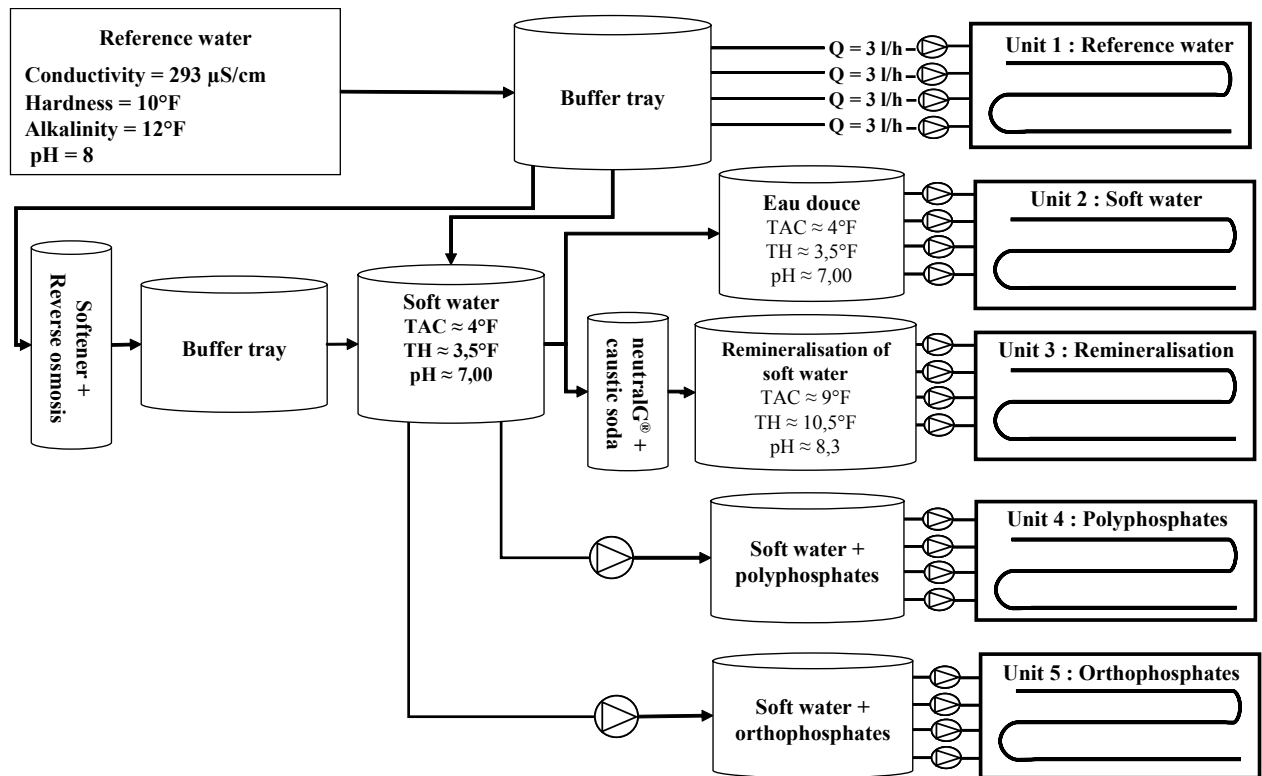 Reference water
Conductivity = 293 µS/cm
Hardness = 10°F
Alkalinity = 12°F
pH = 8
Buffer tray
Q = 3 l/h
Q = 3 l/h
Q = 3 l/h
Q = 3 l/h
Unit 1 : Reference water
Softener +
Reverse osmosis
Buffer tray
Soft water
TAC ≈ 4°F
TH ≈ 3,5°F
pH ≈ 7,00
Eau douce
TAC ≈ 4°F
TH ≈ 3,5°F
pH ≈ 7,00
Unit 2 : Soft water
neutralG® +
caustic soda
Remineralisation of
soft water
TAC ≈ 9°F
TH ≈ 10,5°F
pH ≈ 8,3
Unit 3 : Remineralisation
Soft water +
polyphosphates
Unit 4 : Polyphosphates
Soft water +
orthophosphates
Unit 5 : Orthophosphates